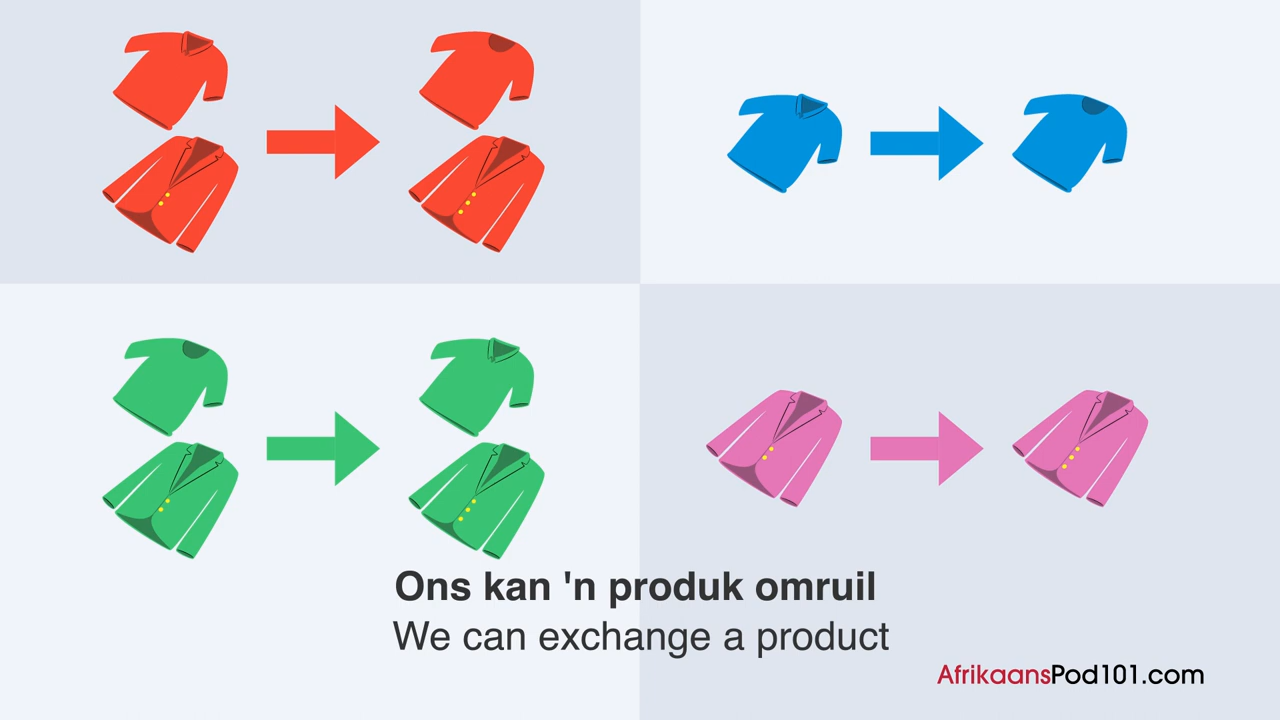 Ons kan 'n produk omruil
We can exchange a product
AfrikaansPod101.com